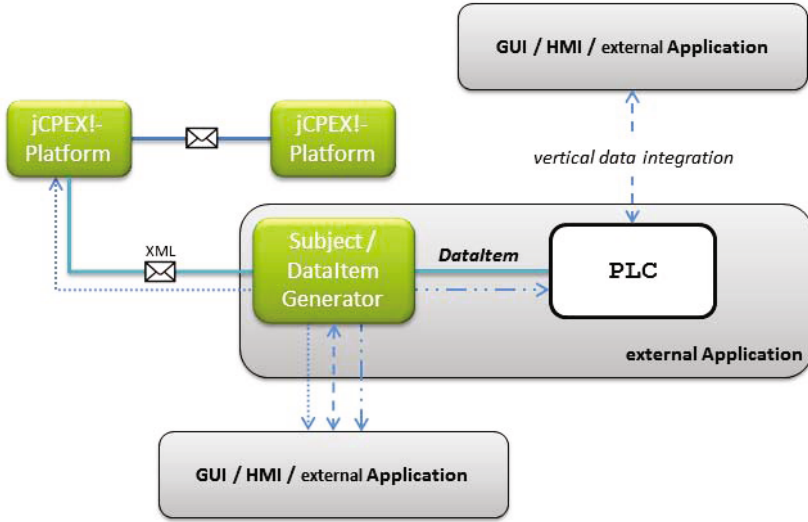 GUI / HMI / external Application
jCPEX!-
Platform
jCPEX!-
Platform
vertical data integration
XML
Subject /
DataItem
Generator
DataItem
PLC
external Application
GUI / HMI / external Application